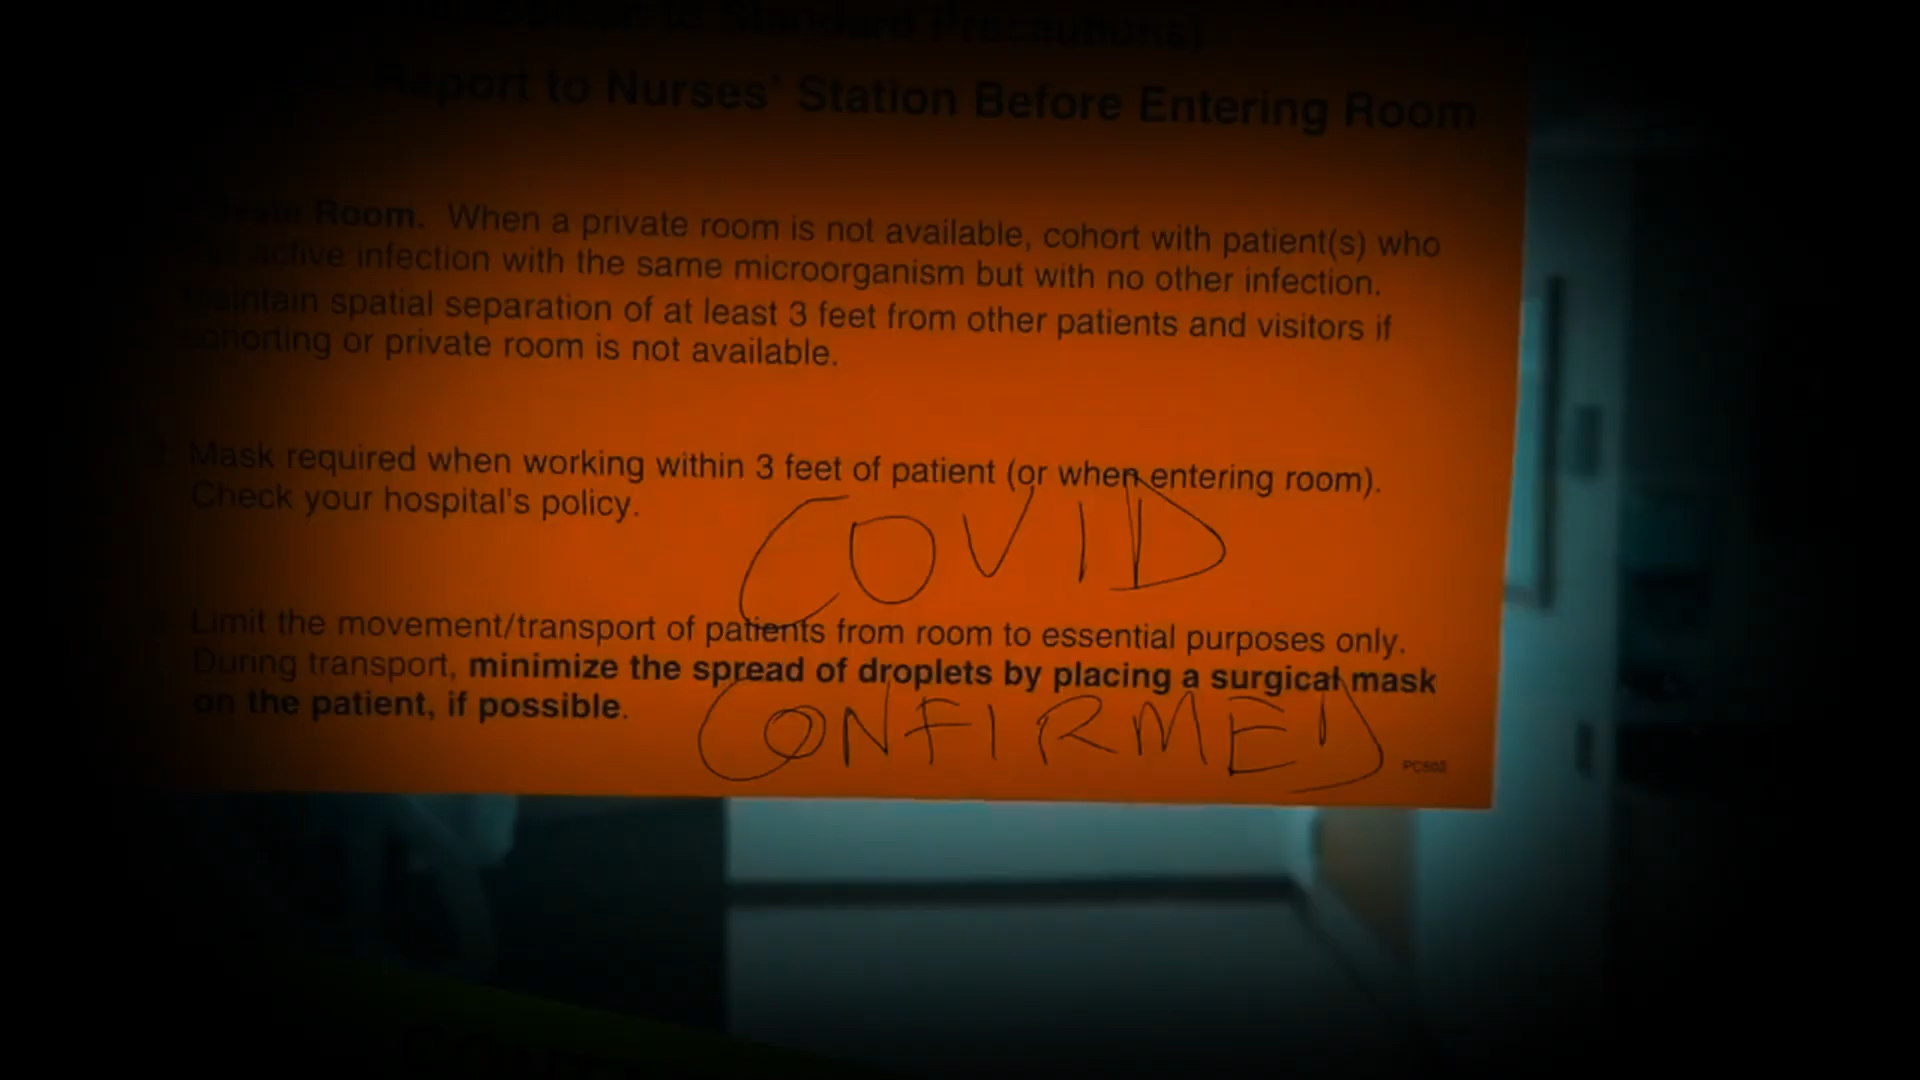 to Standard Precautions)
Report to Nurses' Station Before Entering Room
Room. When a private room is not available, cohort with patient(s) who
active infection with the same microorganism but with no other infection.
Maintain spatial separation of at least 3 feet from other patients and visitors if
cohorting or private room is not available.
Mask required when working within 3 feet of patient (or when entering room).
Check your hospital's policy.
COVID
Limit the movement/transport of patients from room to essential purposes only.
During transport, minimize the spread of droplets by placing a surgical mask
on the patient, if possible.
CONFIRMED
PC502